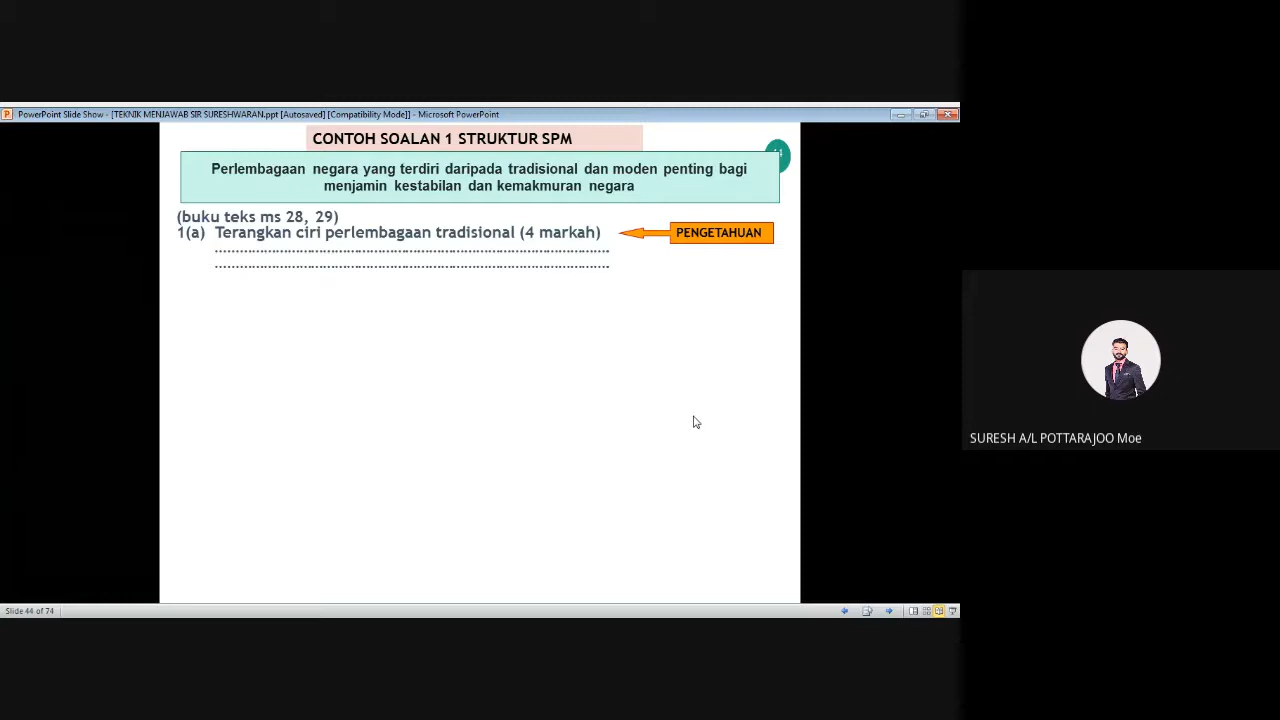 PowerPoint Slide Show - [TEKNIK MENJAWAB SIR SURESHWARAN.ppt [Autosaved] [Compatibility Mode]] - Microsoft PowerPoint
CONTOH SOALAN 1 STRUKTUR SPM
Perlembagaan negara yang terdiri daripada tradisional dan moden penting bagi
menjamin kestabilan dan kemakmuran negara
(buku teks ms 28, 29)
1(a) Terangkan ciri perlembagaan tradisional (4 markah)
PENGETAHUAN
................................................................................
................................................................................
SURESH A/L POTTARAJOO Moe
Slide 44 of 74